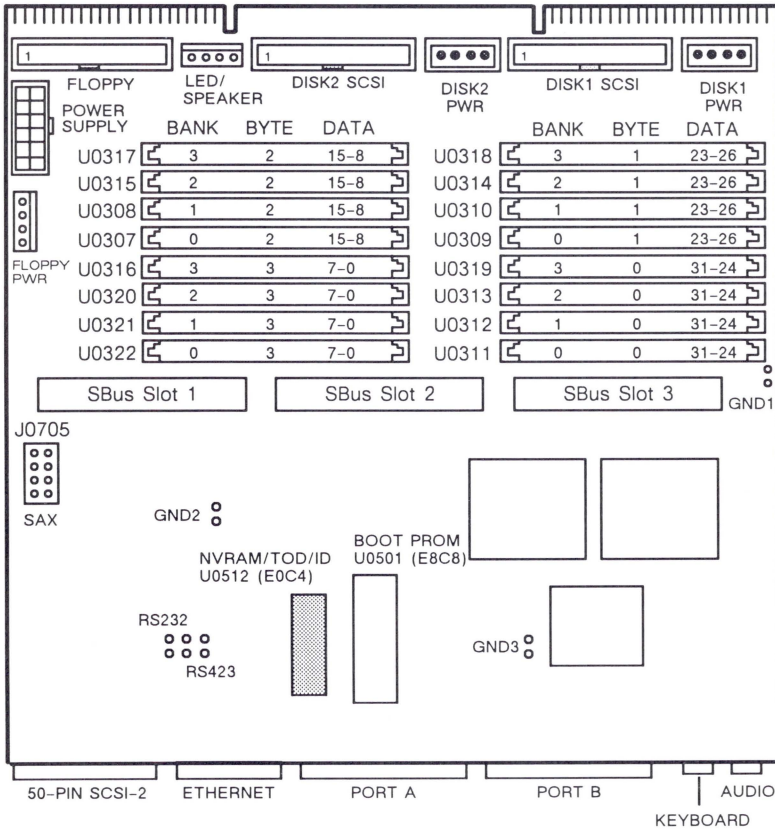 1
1
1
FLOPPY
LED/
SPEAKER
DISK2 SCSI
DISK2
PWR
DISK1 SCSI
DISK1
PWR
POWER
SUPPLY
FLOPPY
PWR
BANK BYTE DATA
U0317 3 2 15-8
U0315 2 2 15-8
U0308 1 2 15-8
U0307 0 2 15-8
U0316 3 3 7-0
U0320 2 3 7-0
U0321 1 3 7-0
U0322 0 3 7-0
BANK BYTE DATA
U0318 3 1 23-26
U0314 2 1 23-26
U0310 1 1 23-26
U0309 0 1 23-26
U0319 3 0 31-24
U0313 2 0 31-24
U0312 1 0 31-24
U0311 0 0 31-24
SBus Slot 1
SBus Slot 2
SBus Slot 3
GND1
J0705
SAX
GND2
NVRAM/TOD/ID
U0512 (E0C4)
BOOT PROM
U0501 (E8C8)
RS232
RS423
GND3
50-PIN SCSI-2
ETHERNET
PORT A
PORT B
KEYBOARD
AUDIO